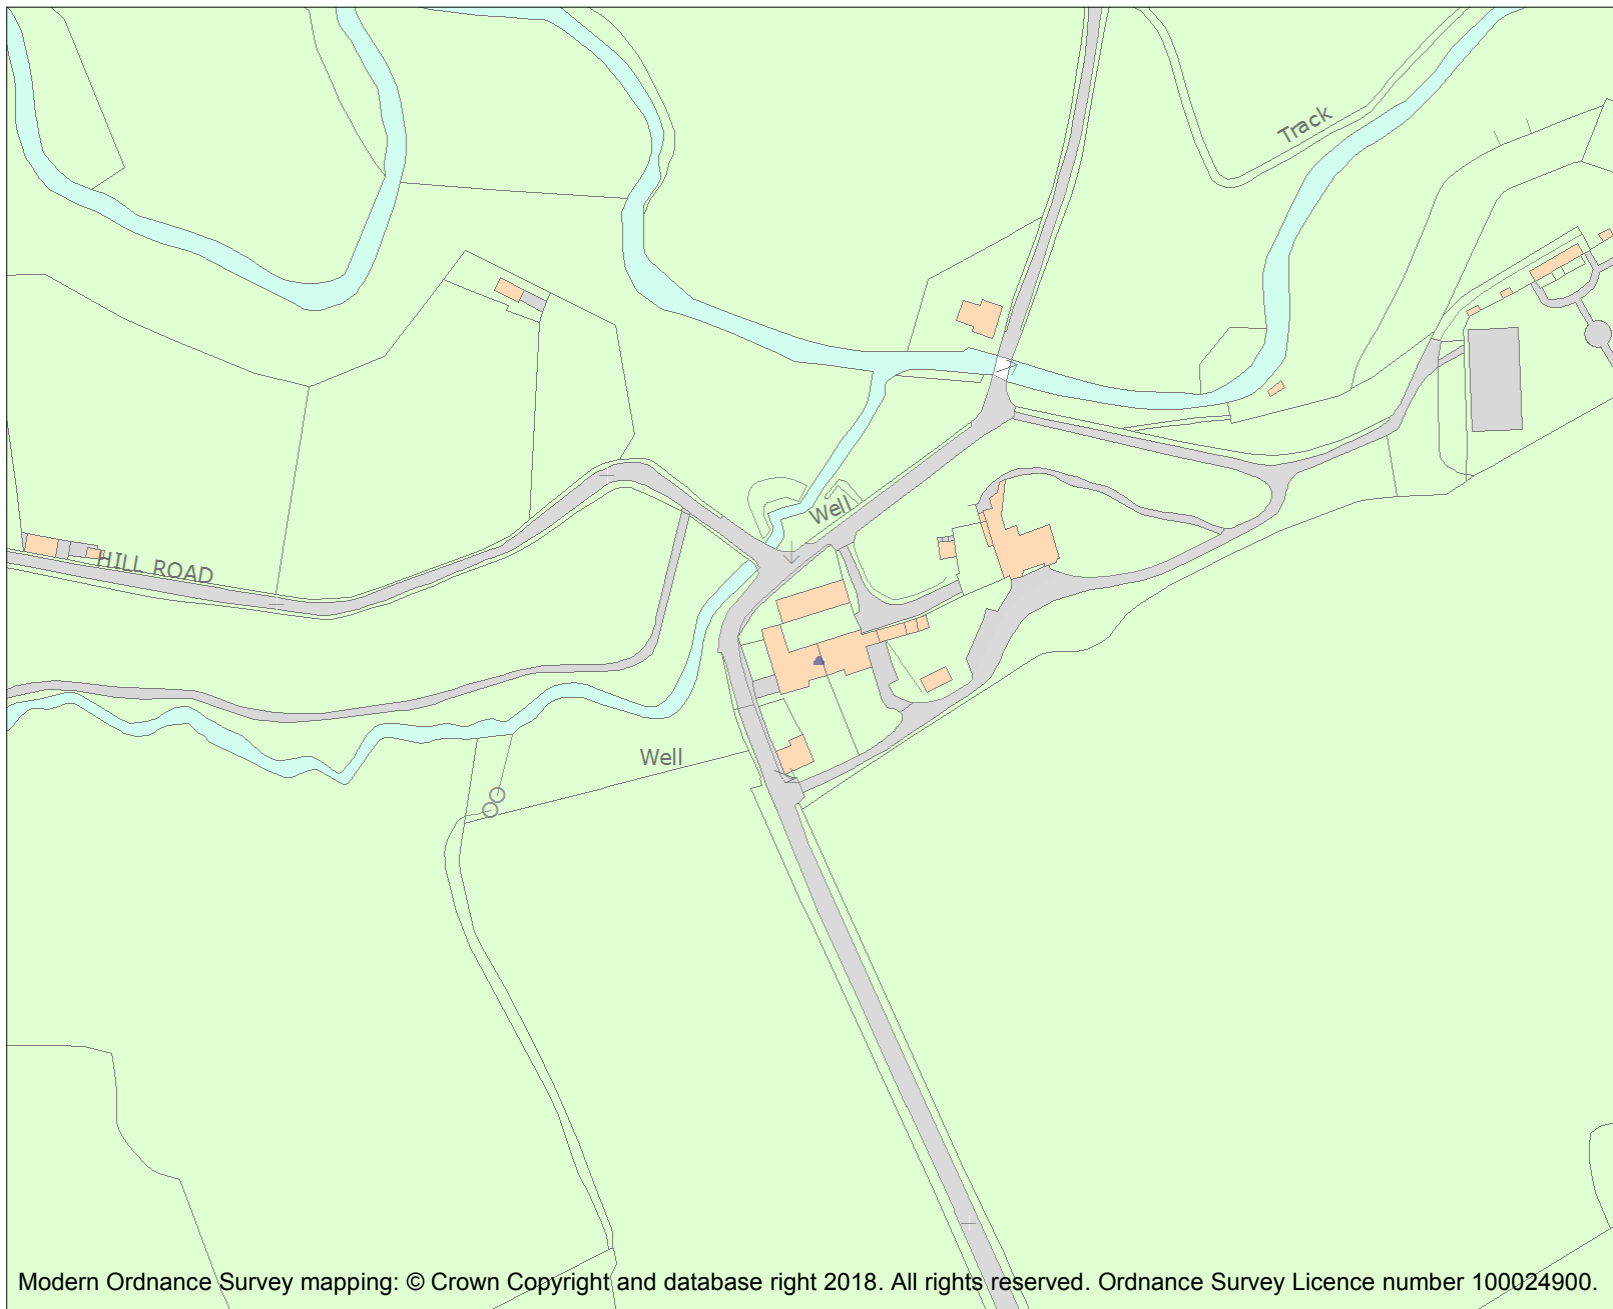 Track
Well
HILL ROAD
Well
Modern Ordnance Survey mapping: © Crown Copyright and database right 2018. All rights reserved. Ordnance Survey Licence number 100024900.